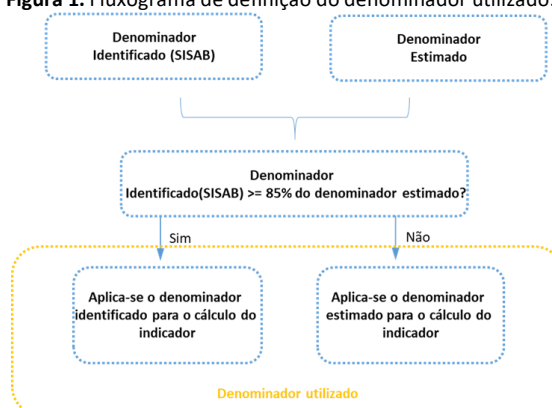 Figura 1. Fluxograma de definição do denominador utilizado.
Denominador
Identificado (SISAB)
Denominador
Estimado
Denominador
Identificado(SISAB) >= 85% do denominador estimado?
Sim
Não
Aplica-se o denominador
identificado para o cálculo do
indicador
Aplica-se o denominador
estimado para o cálculo do
indicador
Denominador utilizado